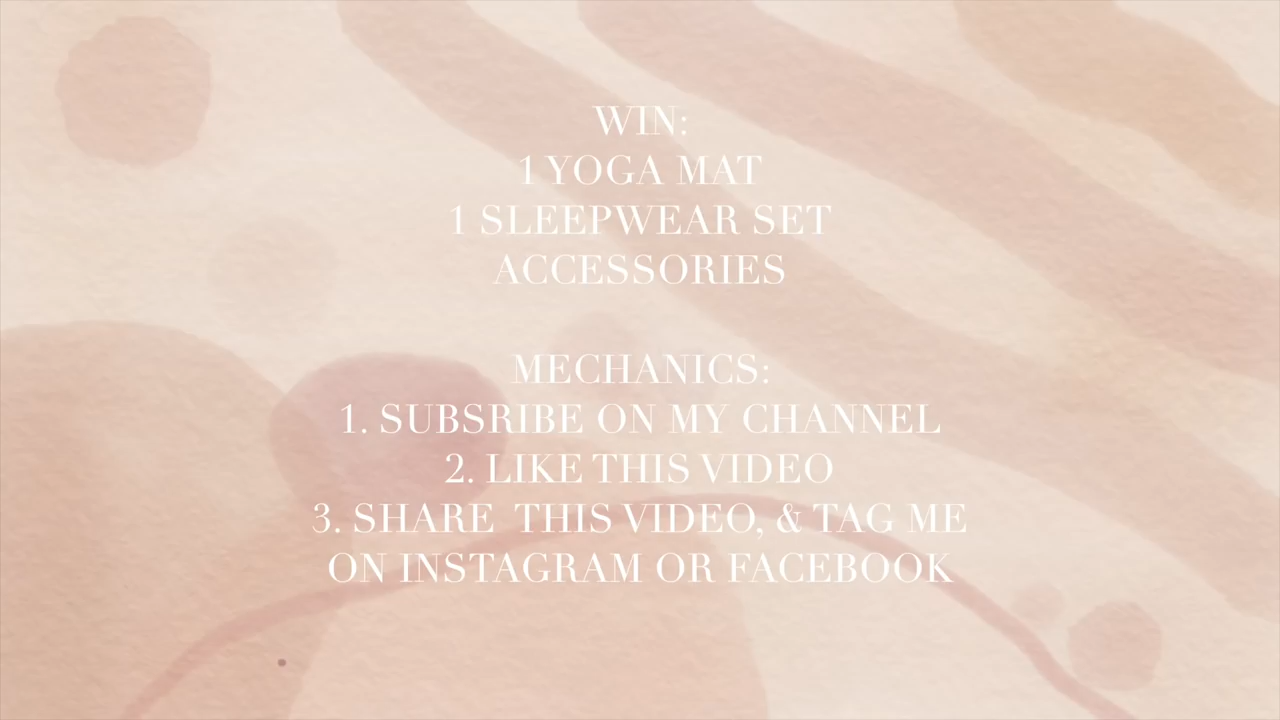 WIN:
1 YOGA MAT
1 SLEEPWEAR SET
ACCESSORIES
MECHANICS:
1. SUBSRIBE ON MY CHANNEL
2. LIKE THIS VIDEO
3. SHARE  THIS VIDEO, & TAG ME
ON INSTAGRAM OR FACEBOOK